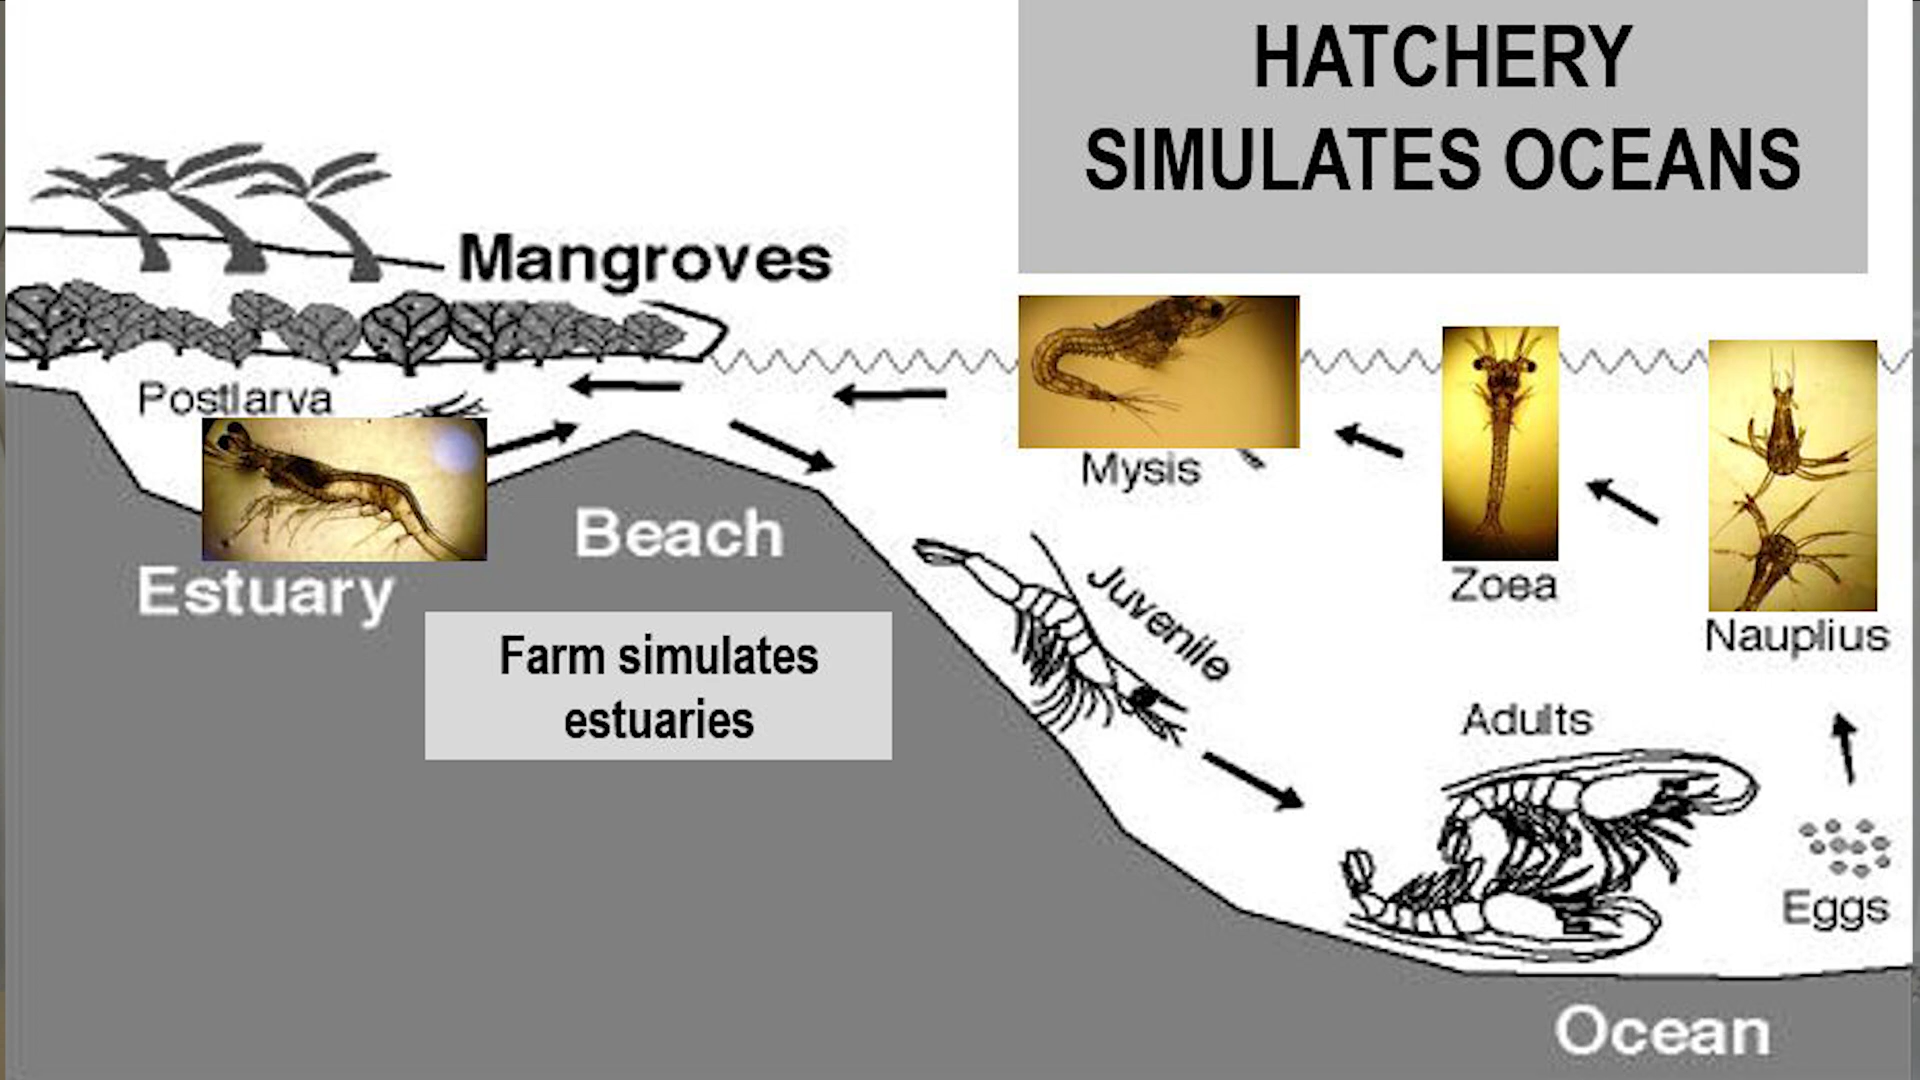 HATCHERY
SIMULATES OCEANS
Mangroves
Postlarva
Mysis
Beach
Zoea
Estuary
Juvenile
Nauplius
Farm simulates
estuaries
Adults
Eggs
Ocean